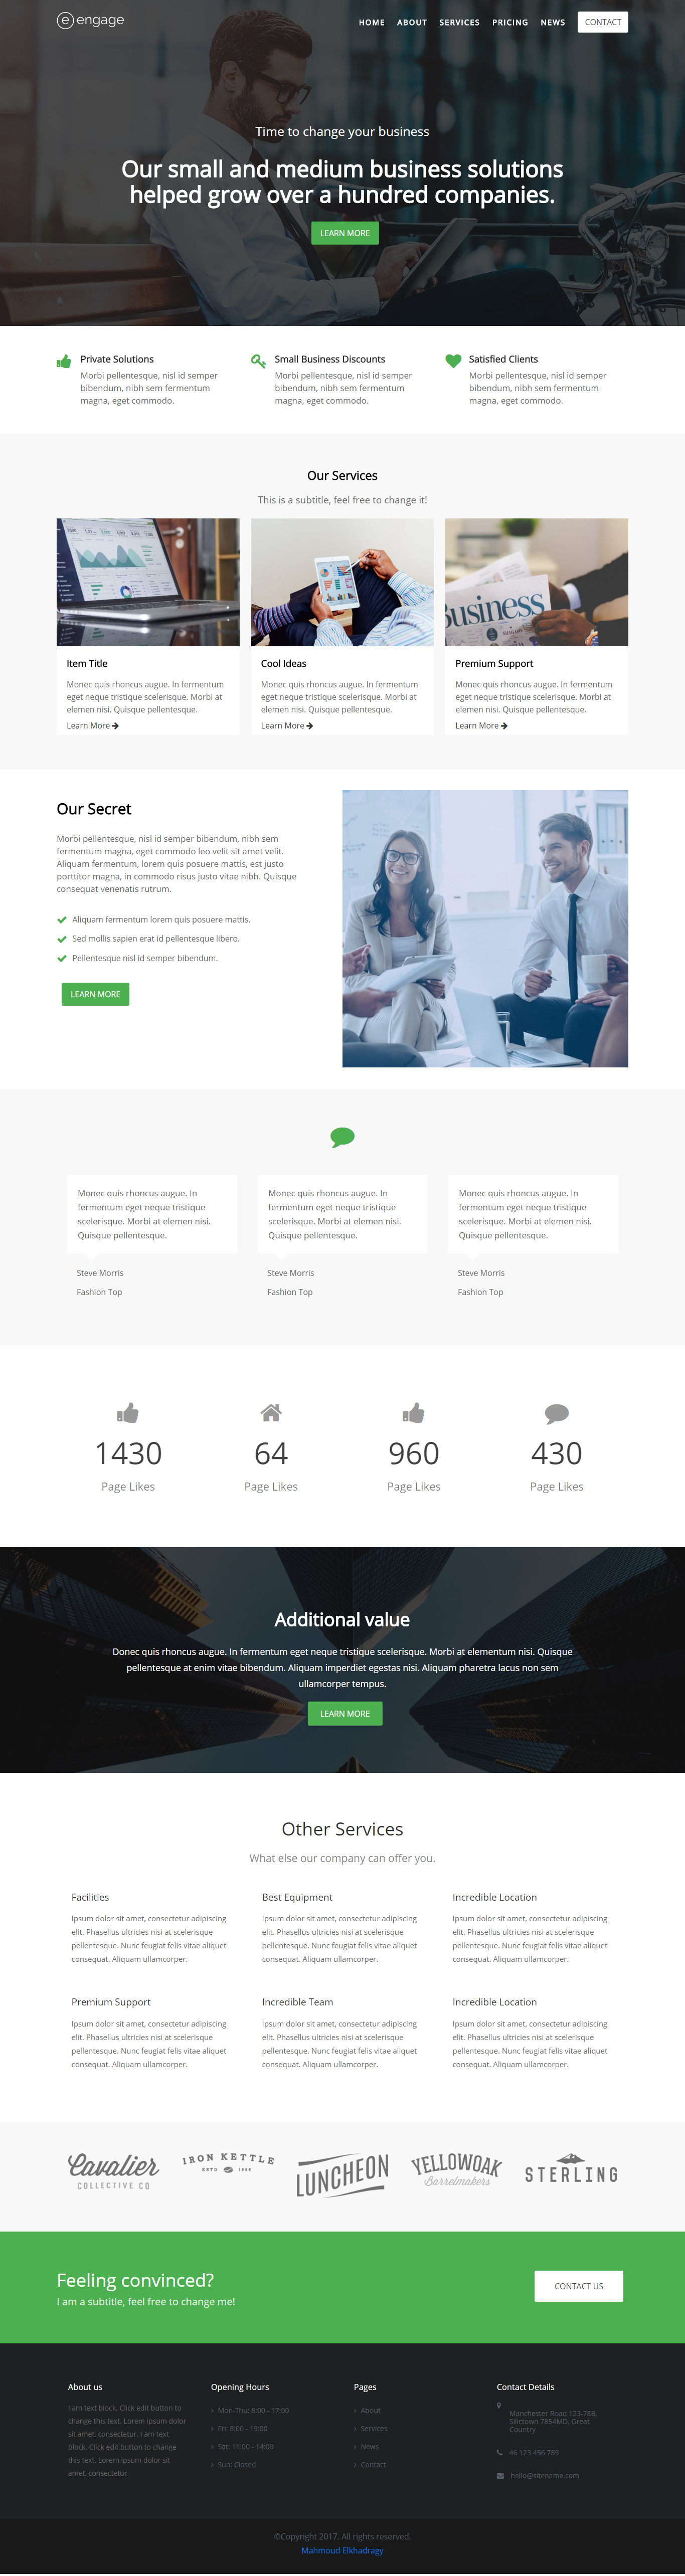 e engage
HOME ABOUT SERVICES PRICING NEWS CONTACT
Time to change your business
Our small and medium business solutions
helped grow over a hundred companies.
LEARN MORE
Private Solutions
Morbi pellentesque, nisl id semper
bibendum, nibh sem fermentum
magna, eget commodo.
Small Business Discounts
Morbi pellentesque, nisl id semper
bibendum, nibh sem fermentum
magna, eget commodo.
Satisfied Clients
Morbi pellentesque, nisl id semper
bibendum, nibh sem fermentum
magna, eget commodo.
Our Services
This is a subtitle, feel free to change it!
Business
Item Title
Monec quis rhoncus augue. In fermentum
eget neque tristique scelerisque. Morbi at
elemen nisi. Quisque pellentesque.
Learn More
Cool Ideas
Monec quis rhoncus augue. In fermentum
eget neque tristique scelerisque. Morbi at
elemen nisi. Quisque pellentesque.
Learn More
Premium Support
Monec quis rhoncus augue. In fermentum
eget neque tristique scelerisque. Morbi at
elemen nisi. Quisque pellentesque.
Learn More
Our Secret
Morbi pellentesque, nisl id semper bibendum, nibh sem
fermentum magna, eget commodo leo velit sit amet velit.
Aliquam fermentum, lorem quis posuere mattis, est justo
porttitor magna, in commodo risus justo vitae nibh. Quisque
consequat venenatis rutrum.
Aliquam fermentum lorem quis posuere mattis.
Sed mollis sapien erat id pellentesque libero.
Pellentesque nisl id semper bibendum.
LEARN MORE
Monec quis rhoncus augue. In
fermentum eget neque tristique
scelerisque. Morbi at elemen nisi.
Quisque pellentesque.
Steve Morris
Fashion Top
Monec quis rhoncus augue. In
fermentum eget neque tristique
scelerisque. Morbi at elemen nisi.
Quisque pellentesque.
Steve Morris
Fashion Top
Monec quis rhoncus augue. In
fermentum eget neque tristique
scelerisque. Morbi at elemen nisi.
Quisque pellentesque.
Steve Morris
Fashion Top
1430
Page Likes
64
Page Likes
960
Page Likes
430
Page Likes
Additional value
Donec quis rhoncus augue. In fermentum eget neque tristique scelerisque. Morbi at elementum nisi. Quisque
pellentesque at enim vitae bibendum. Aliquam imperdiet egestas nisi. Aliquam pharetra lacus non sem
ullamcorper tempus.
LEARN MORE
Other Services
What else our company can offer you.
Facilities
Ipsum dolor sit amet, consectetur adipiscing
elit. Phasellus ultricies nisi at scelerisque
pellentesque. Nunc feugiat felis vitae aliquet
consequat. Aliquam ullamcorper.
Best Equipment
Ipsum dolor sit amet, consectetur adipiscing
elit. Phasellus ultricies nisi at scelerisque
pellentesque. Nunc feugiat felis vitae aliquet
consequat. Aliquam ullamcorper.
Incredible Location
Ipsum dolor sit amet, consectetur adipiscing
elit. Phasellus ultricies nisi at scelerisque
pellentesque. Nunc feugiat felis vitae aliquet
consequat. Aliquam ullamcorper.
Premium Support
Ipsum dolor sit amet, consectetur adipiscing
elit. Phasellus ultricies nisi at scelerisque
pellentesque. Nunc feugiat felis vitae aliquet
consequat. Aliquam ullamcorper.
Incredible Team
Ipsum dolor sit amet, consectetur adipiscing
elit. Phasellus ultricies nisi at scelerisque
pellentesque. Nunc feugiat felis vitae aliquet
consequat. Aliquam ullamcorper.
Incredible Location
Ipsum dolor sit amet, consectetur adipiscing
elit. Phasellus ultricies nisi at scelerisque
pellentesque. Nunc feugiat felis vitae aliquet
consequat. Aliquam ullamcorper.
Cavalier
COLLECTIVE CO
IRON KETTLE
ESTD
LUNCHEON
YELLOWOAK
Barrelmakers
STERLING
Feeling convinced?
I am a subtitle, feel free to change me!
CONTACT US
About us
I am text block. Click edit button to
change this text. Lorem ipsum dolor
sit amet, consectetur. I am text
block. Click edit button to change
this text. Lorem ipsum dolor sit
amet, consectetur.
Opening Hours
Mon-Thu: 8:00 - 17:00
Fri: 8:00 - 19:00
Sat: 11:00 - 14:00
Sun: Closed
Pages
About
Services
News
Contact
Contact Details
Manchester Road 123-78B,
Silictown 7854MD, Great
Country
46 123 456 789
hello@sitename.com
©Copyright 2017. All rights reserved.
Mahmoud Elkhadragy